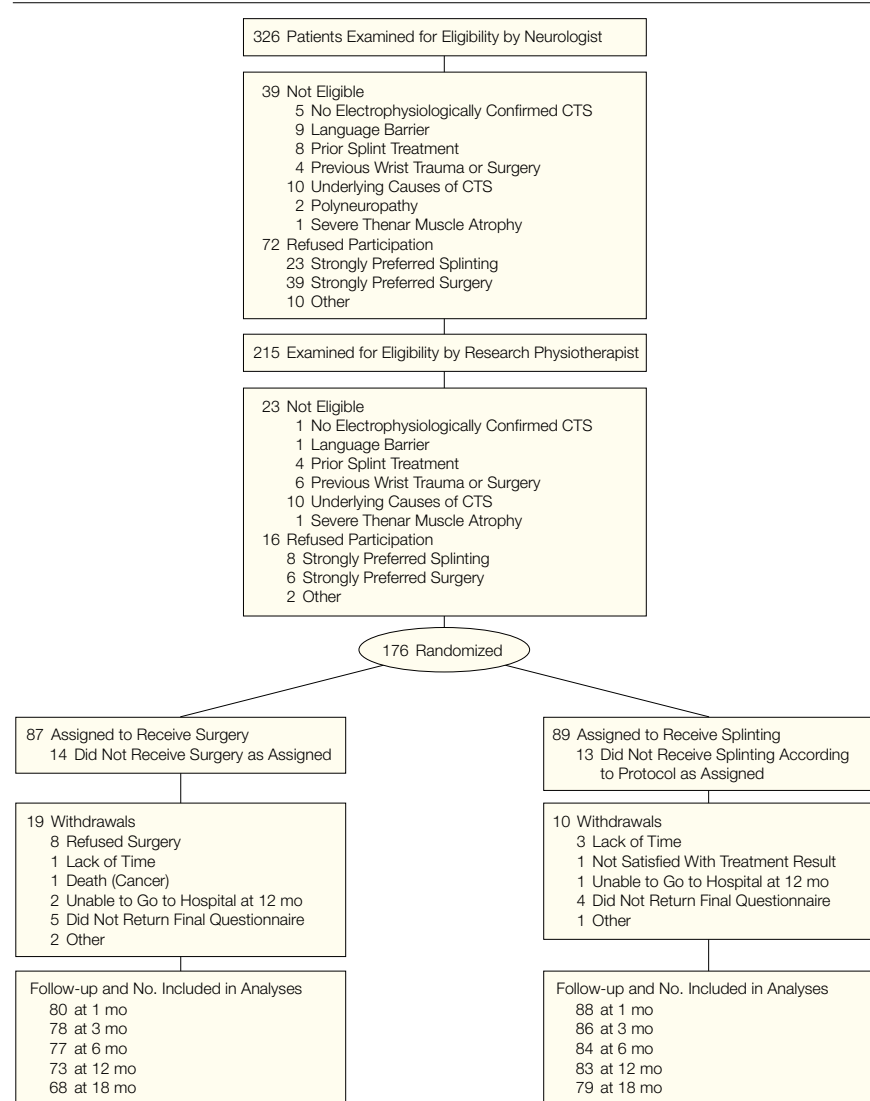 326 Patients Examined for Eligibility by Neurologist
39 Not Eligible
5 No Electrophysiologically Confirmed CTS
9 Language Barrier
8 Prior Splint Treatment
4 Previous Wrist Trauma or Surgery
10 Underlying Causes of CTS
2 Polyneuropathy
1 Severe Thenar Muscle Atrophy
72 Refused Participation
23 Strongly Preferred Splinting
39 Strongly Preferred Surgery
10 Other
215 Examined for Eligibility by Research Physiotherapist
23 Not Eligible
1 No Electrophysiologically Confirmed CTS
1 Language Barrier
4 Prior Splint Treatment
6 Previous Wrist Trauma or Surgery
10 Underlying Causes of CTS
1 Severe Thenar Muscle Atrophy
16 Refused Participation
8 Strongly Preferred Splinting
6 Strongly Preferred Surgery
2 Other
176 Randomized
87 Assigned to Receive Surgery
14 Did Not Receive Surgery as Assigned
19 Withdrawals
8 Refused Surgery
1 Lack of Time
1 Death (Cancer)
2 Unable to Go to Hospital at 12 mo
5 Did Not Return Final Questionnaire
2 Other
Follow-up and No. Included in Analyses
80 at 1 mo
78 at 3 mo
77 at 6 mo
73 at 12 mo
68 at 18 mo
89 Assigned to Receive Splinting
13 Did Not Receive Splinting According
to Protocol as Assigned
10 Withdrawals
3 Lack of Time
1 Not Satisfied With Treatment Result
1 Unable to Go to Hospital at 12 mo
4 Did Not Return Final Questionnaire
1 Other
Follow-up and No. Included in Analyses
88 at 1 mo
86 at 3 mo
84 at 6 mo
83 at 12 mo
79 at 18 mo